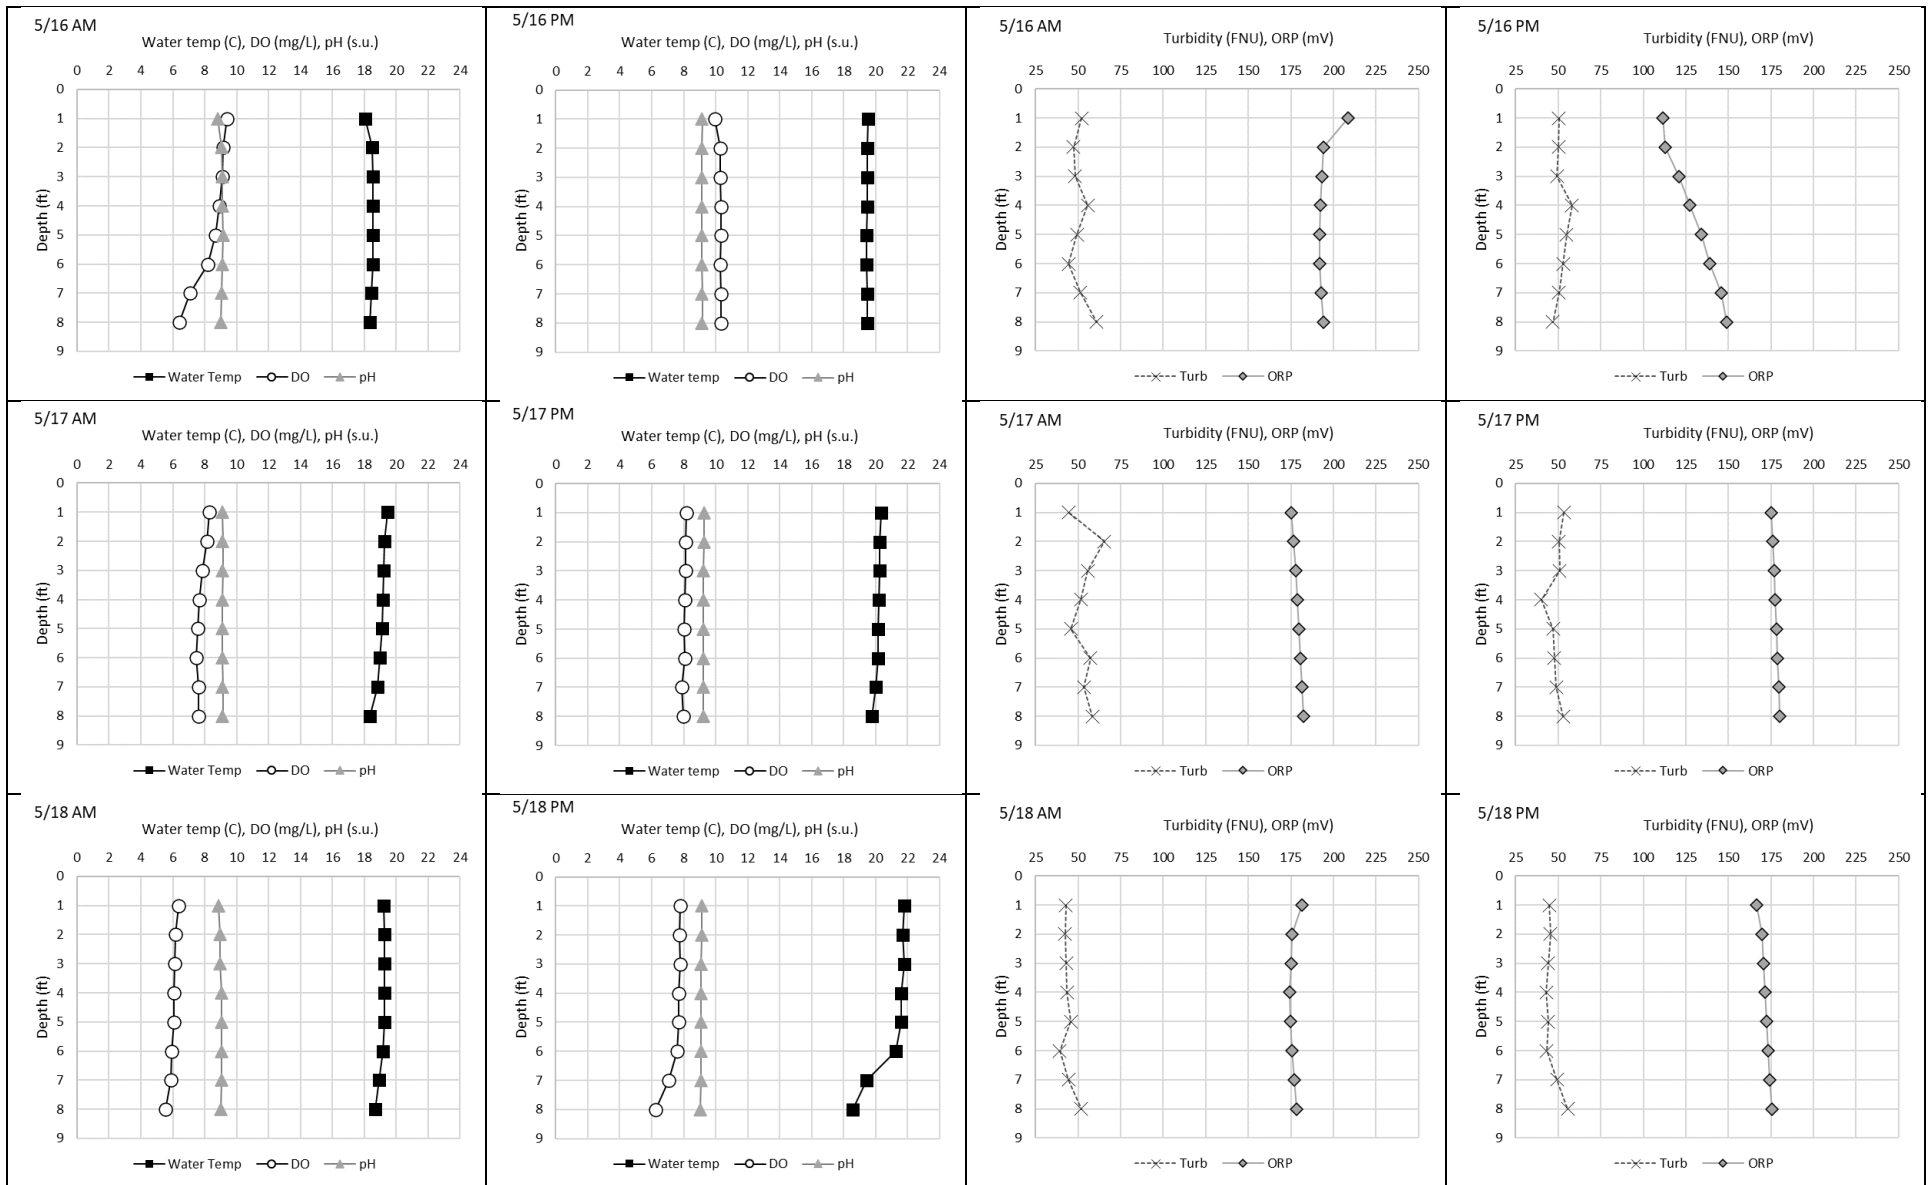 5/16 AM
Water temp (C), DO (mg/L), pH (s.u.)
0 2 4 6 8 10 12 14 16 18 20 22 24
0
1
2
3
4
5
6
7
8
9
Depth (ft)
Water Temp DO pH
5/16 PM
Water temp (C), DO (mg/L), pH (s.u.)
0 2 4 6 8 10 12 14 16 18 20 22 24
0
1
2
3
4
5
6
7
8
9
Depth (ft)
Water temp DO pH
5/16 AM
Turbidity (FNU), ORP (mV)
25 50 75 100 125 150 175 200 225 250
0
1
2
3
4
5
6
7
8
9
Depth (ft)
Turb ORP
5/16 PM
Turbidity (FNU), ORP (mV)
25 50 75 100 125 150 175 200 225 250
0
1
2
3
4
5
6
7
8
9
Depth (ft)
Turb ORP
5/17 AM
Water temp (C), DO (mg/L), pH (s.u.)
0 2 4 6 8 10 12 14 16 18 20 22 24
0
1
2
3
4
5
6
7
8
9
Depth (ft)
Water Temp DO pH
5/17 PM
Water temp (C), DO (mg/L), pH (s.u.)
0 2 4 6 8 10 12 14 16 18 20 22 24
0
1
2
3
4
5
6
7
8
9
Depth (ft)
Water temp DO pH
5/17 AM
Turbidity (FNU), ORP (mV)
25 50 75 100 125 150 175 200 225 250
0
1
2
3
4
5
6
7
8
9
Depth (ft)
Turb ORP
5/17 PM
Turbidity (FNU), ORP (mV)
25 50 75 100 125 150 175 200 225 250
0
1
2
3
4
5
6
7
8
9
Depth (ft)
Turb ORP
5/18 AM
Water temp (C), DO (mg/L), pH (s.u.)
0 2 4 6 8 10 12 14 16 18 20 22 24
0
1
2
3
4
5
6
7
8
9
Depth (ft)
Water Temp DO pH
5/18 PM
Water temp (C), DO (mg/L), pH (s.u.)
0 2 4 6 8 10 12 14 16 18 20 22 24
0
1
2
3
4
5
6
7
8
9
Depth (ft)
Water temp DO pH
5/18 AM
Turbidity (FNU), ORP (mV)
25 50 75 100 125 150 175 200 225 250
0
1
2
3
4
5
6
7
8
9
Depth (ft)
Turb ORP
5/18 PM
Turbidity (FNU), ORP (mV)
25 50 75 100 125 150 175 200 225 250
0
1
2
3
4
5
6
7
8
9
Depth (ft)
Turb ORP